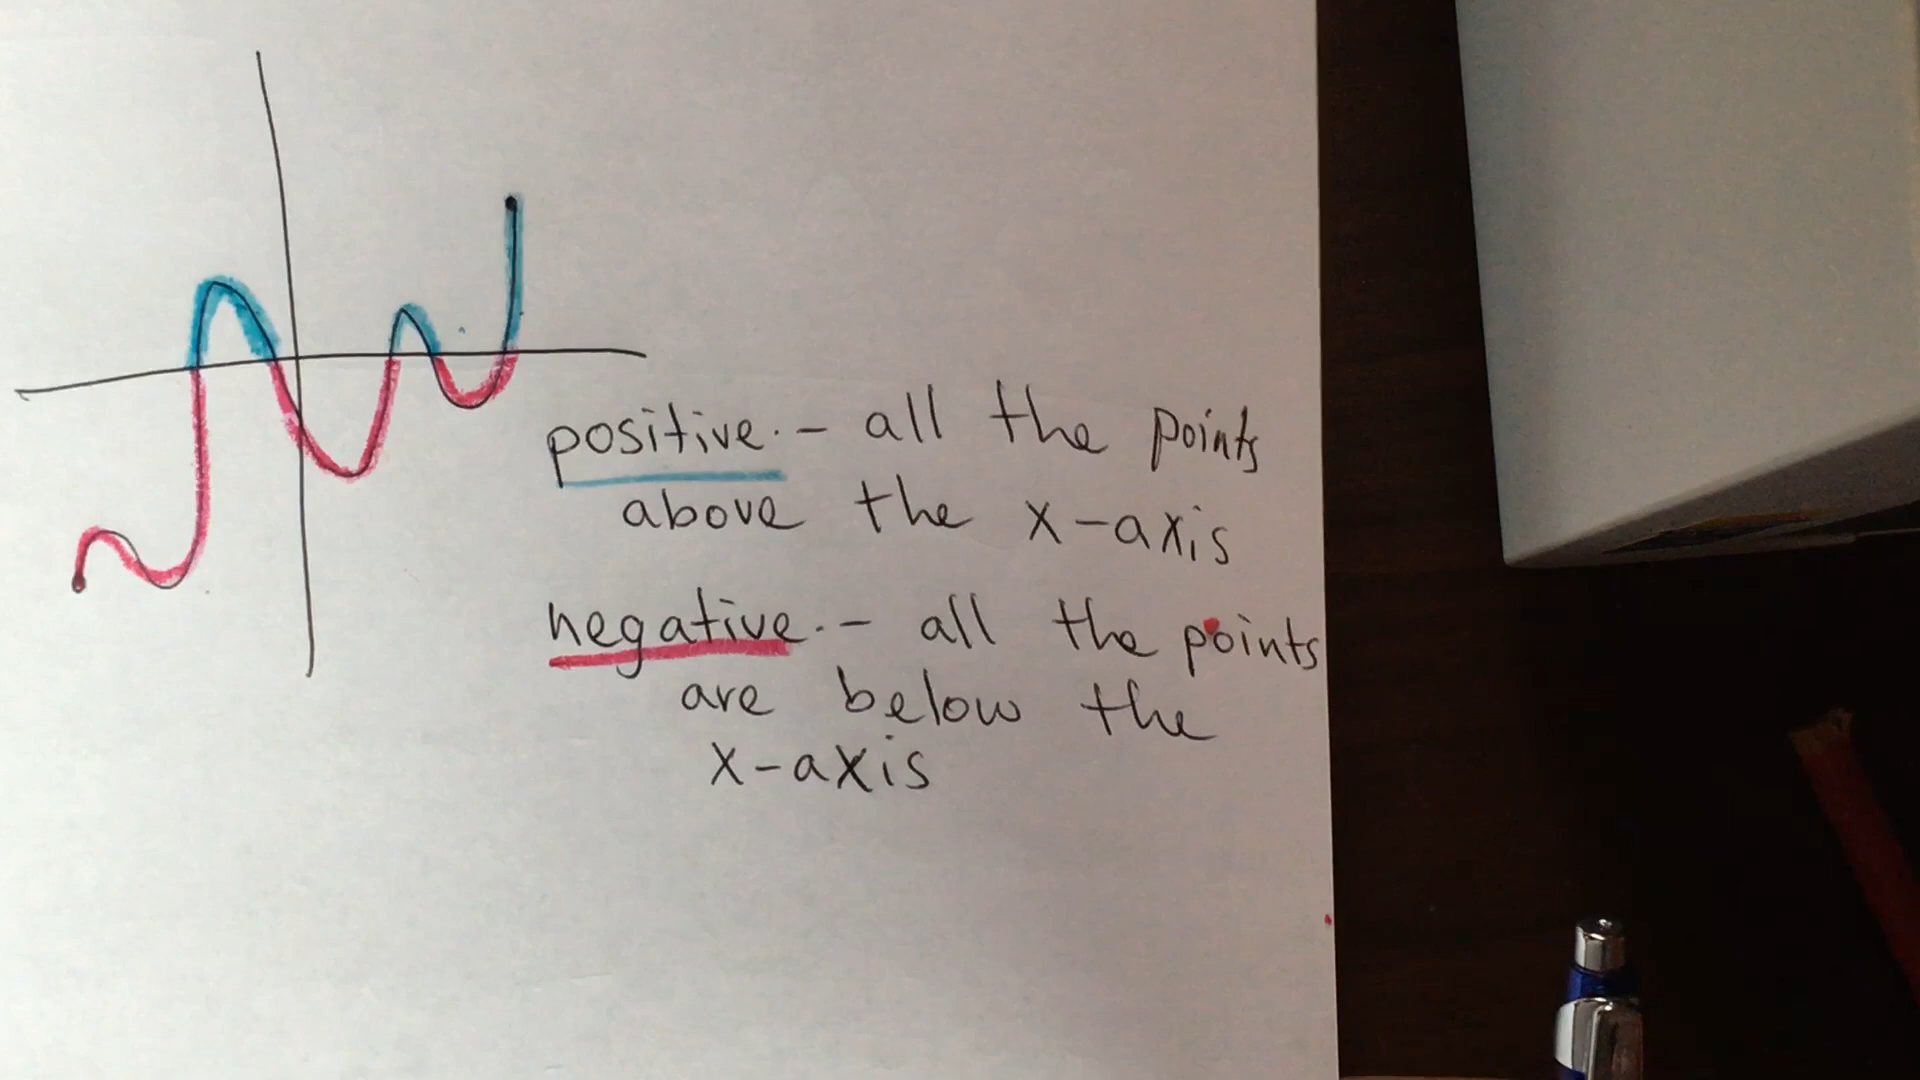 positive.- all the points
above the x-axis
negative.- all the points
are below the
x-axis